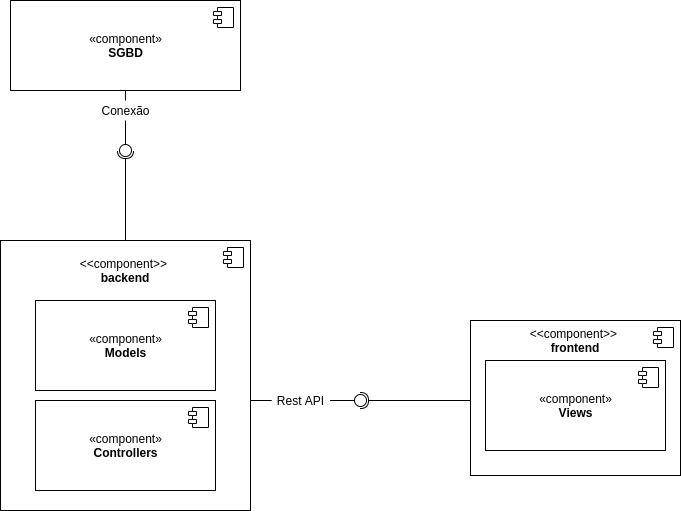 «component»
SGBD
Conexão
<<component>>
backend
«component»
Models
«component»
Controllers
Rest API
<<component>>
frontend
«component»
Views